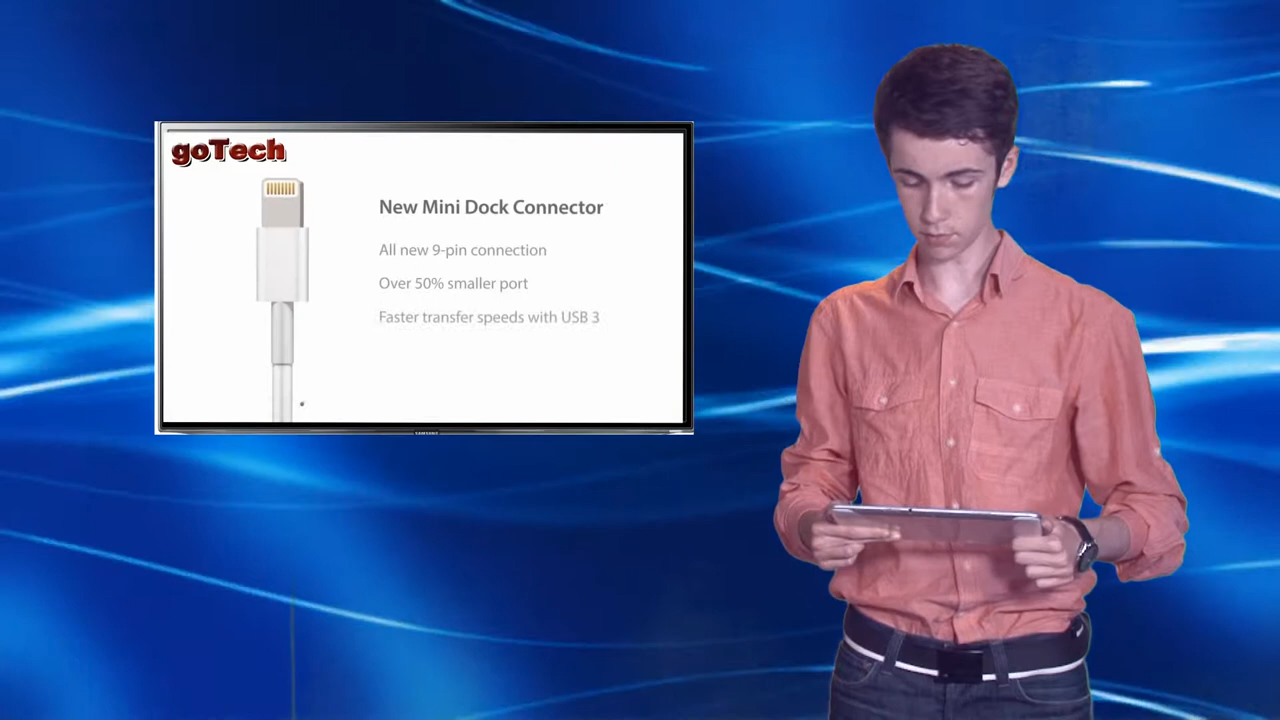 goTech
New Mini Dock Connector
All new 9-pin connection
Over 50% smaller port
Faster transfer speeds with USB 3
SAMSUNG